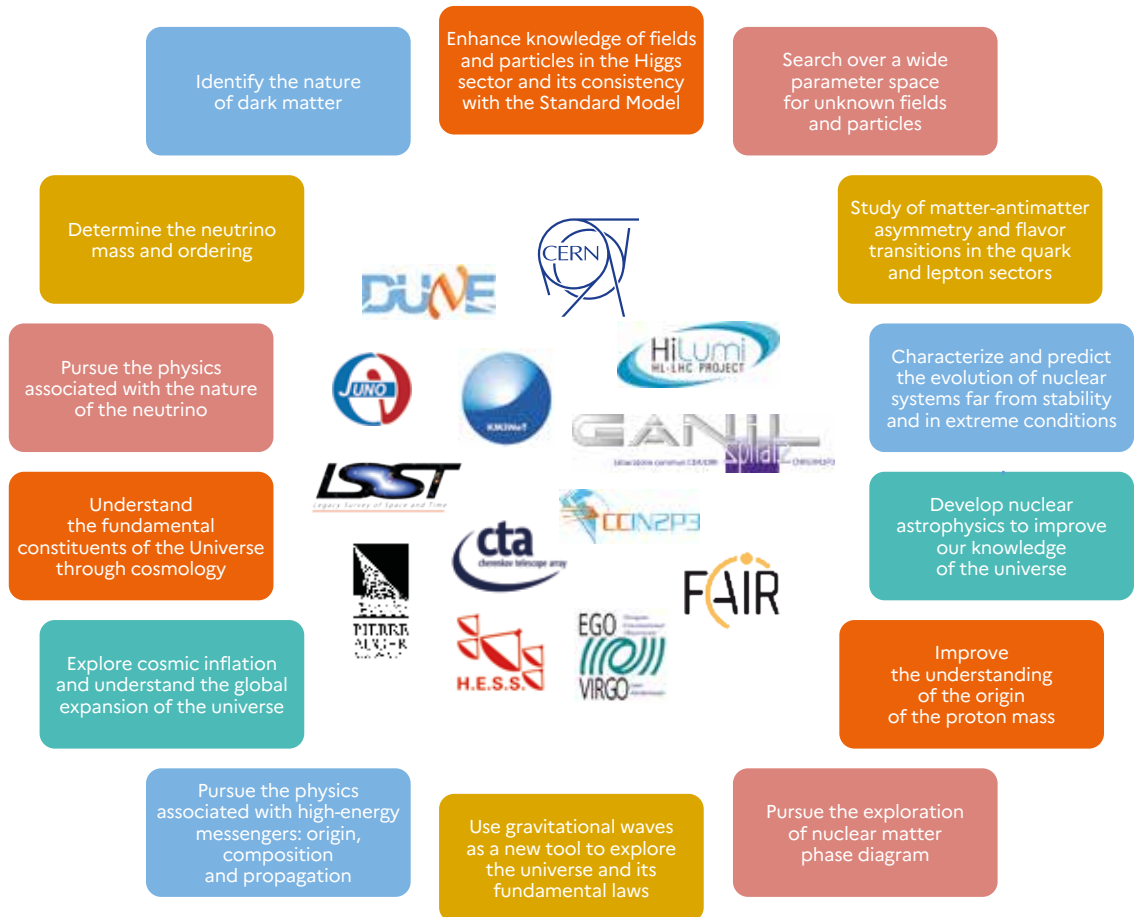 Enhance knowledge of fields
and particles in the Higgs
sector and its consistency
with the Standard Model
Identify the nature
of dark matter
Search over a wide
parameter space
for unknown fields
and particles
Determine the neutrino
mass and ordering
Study of matter-antimatter
asymmetry and flavor
transitions in the quark
and lepton sectors
CERN
DUNE
Pursue the physics
associated with the nature
of the neutrino
JUNO
KM3NeT
HiLumi
HL-LHC PROJECT
Characterize and predict
the evolution of nuclear
systems far from stability
and in extreme conditions
GANIL
spiral2
LSST
Legacy Survey of Space and Time
Understand
the fundamental
constituents of the Universe
through cosmology
CCIN2P3
Develop nuclear
astrophysics to improve
our knowledge
of the universe
cta
cherenkov telescope array
FAIR
PIERRE
AUGER
H.E.S.S.
EGO
VIRGO
Explore cosmic inflation
and understand the global
expansion of the universe
Improve
the understanding
of the origin
of the proton mass
Pursue the physics
associated with high-energy
messengers: origin,
composition
and propagation
Use gravitational waves
as a new tool to explore
the universe and its
fundamental laws
Pursue the exploration
of nuclear matter
phase diagram